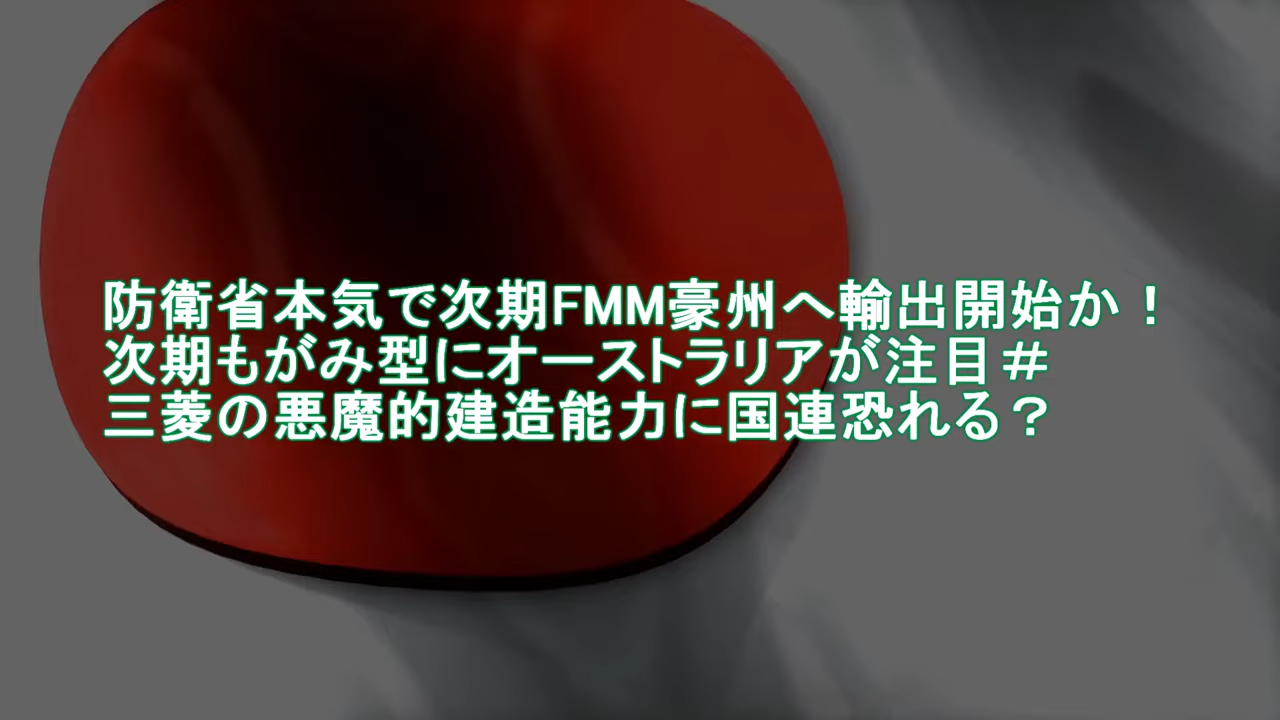 防衛省本気で次期FMM豪州へ輸出開始か！
次期もがみ型にオーストラリアが注目＃
三菱の悪魔的建造能力に国連恐れる？